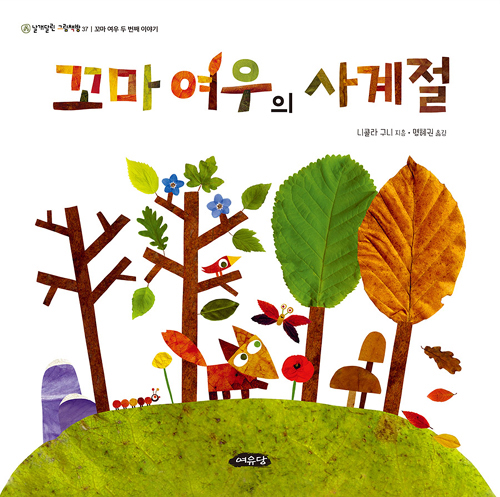 날개달린 그림책방 37 | 꼬마 여우 두 번째 이야기
꼬마 여우의 사계절
니콜라 구니 지음 • 명혜권 옮김
여유당